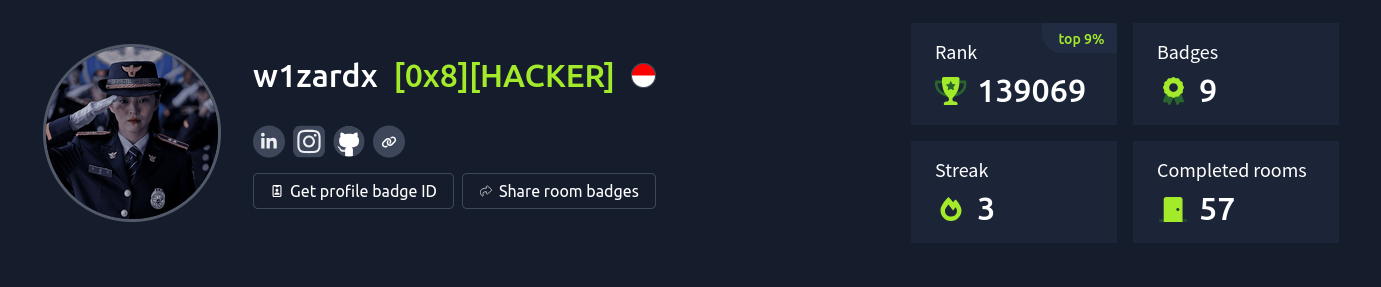 w1zardx [0x8][HACKER]
in
Get profile badge ID
Share room badges
top 9%
Rank
139069
Badges
9
Streak
3
Completed rooms
57